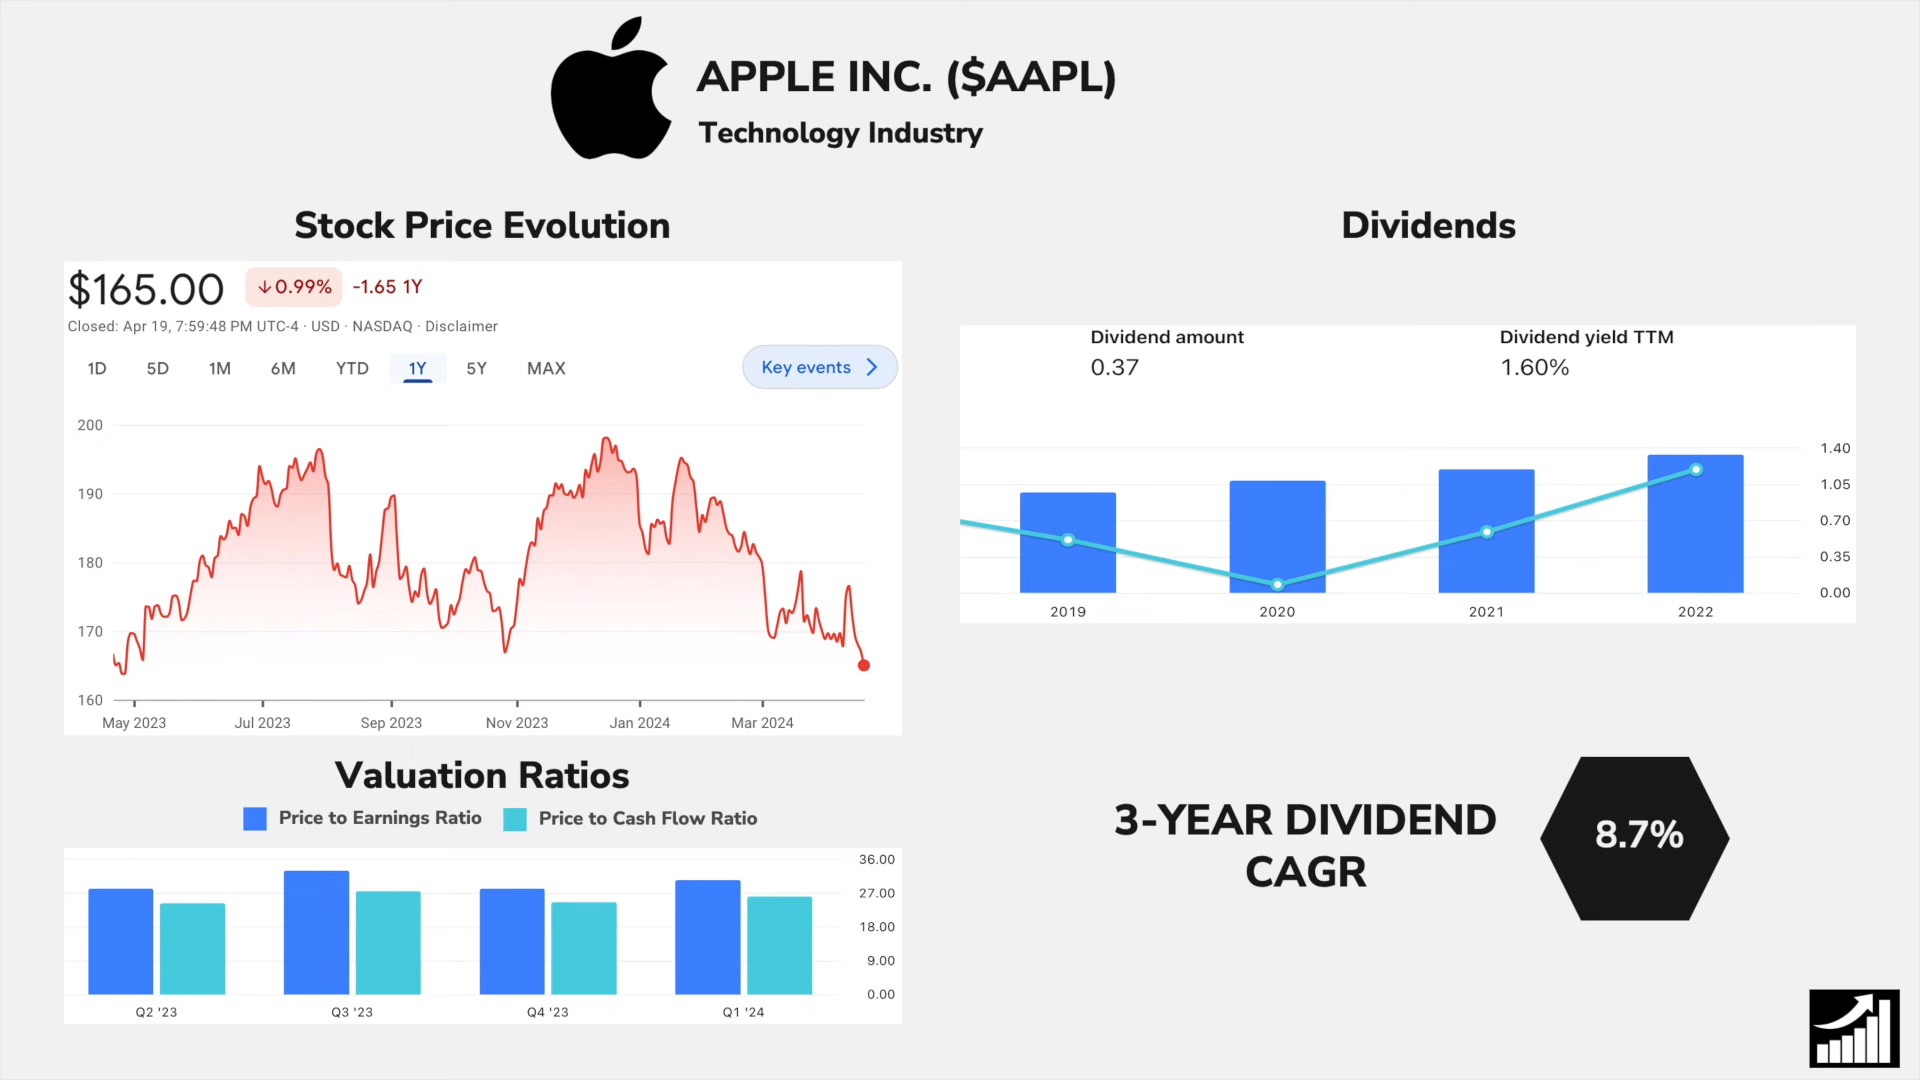 APPLE INC. ($AAPL)
Technology Industry
Stock Price Evolution
$165.00 ↓0.99% -1.65 1Y
Closed: Apr 19, 7:59:48 PM UTC-4 · USD · NASDAQ · Disclaimer
1D 5D 1M 6M YTD 1Y 5Y MAX Key events
200
190
180
170
160
May 2023 Jul 2023 Sep 2023 Nov 2023 Jan 2024 Mar 2024
Valuation Ratios
Price to Earnings Ratio Price to Cash Flow Ratio
36.00
27.00
18.00
9.00
0.00
Q2 '23 Q3 '23 Q4 '23 Q1 '24
Dividends
Dividend amount Dividend yield TTM
0.37 1.60%
1.40
1.05
0.70
0.35
0.00
2019 2020 2021 2022
3-YEAR DIVIDEND
CAGR
8.7%